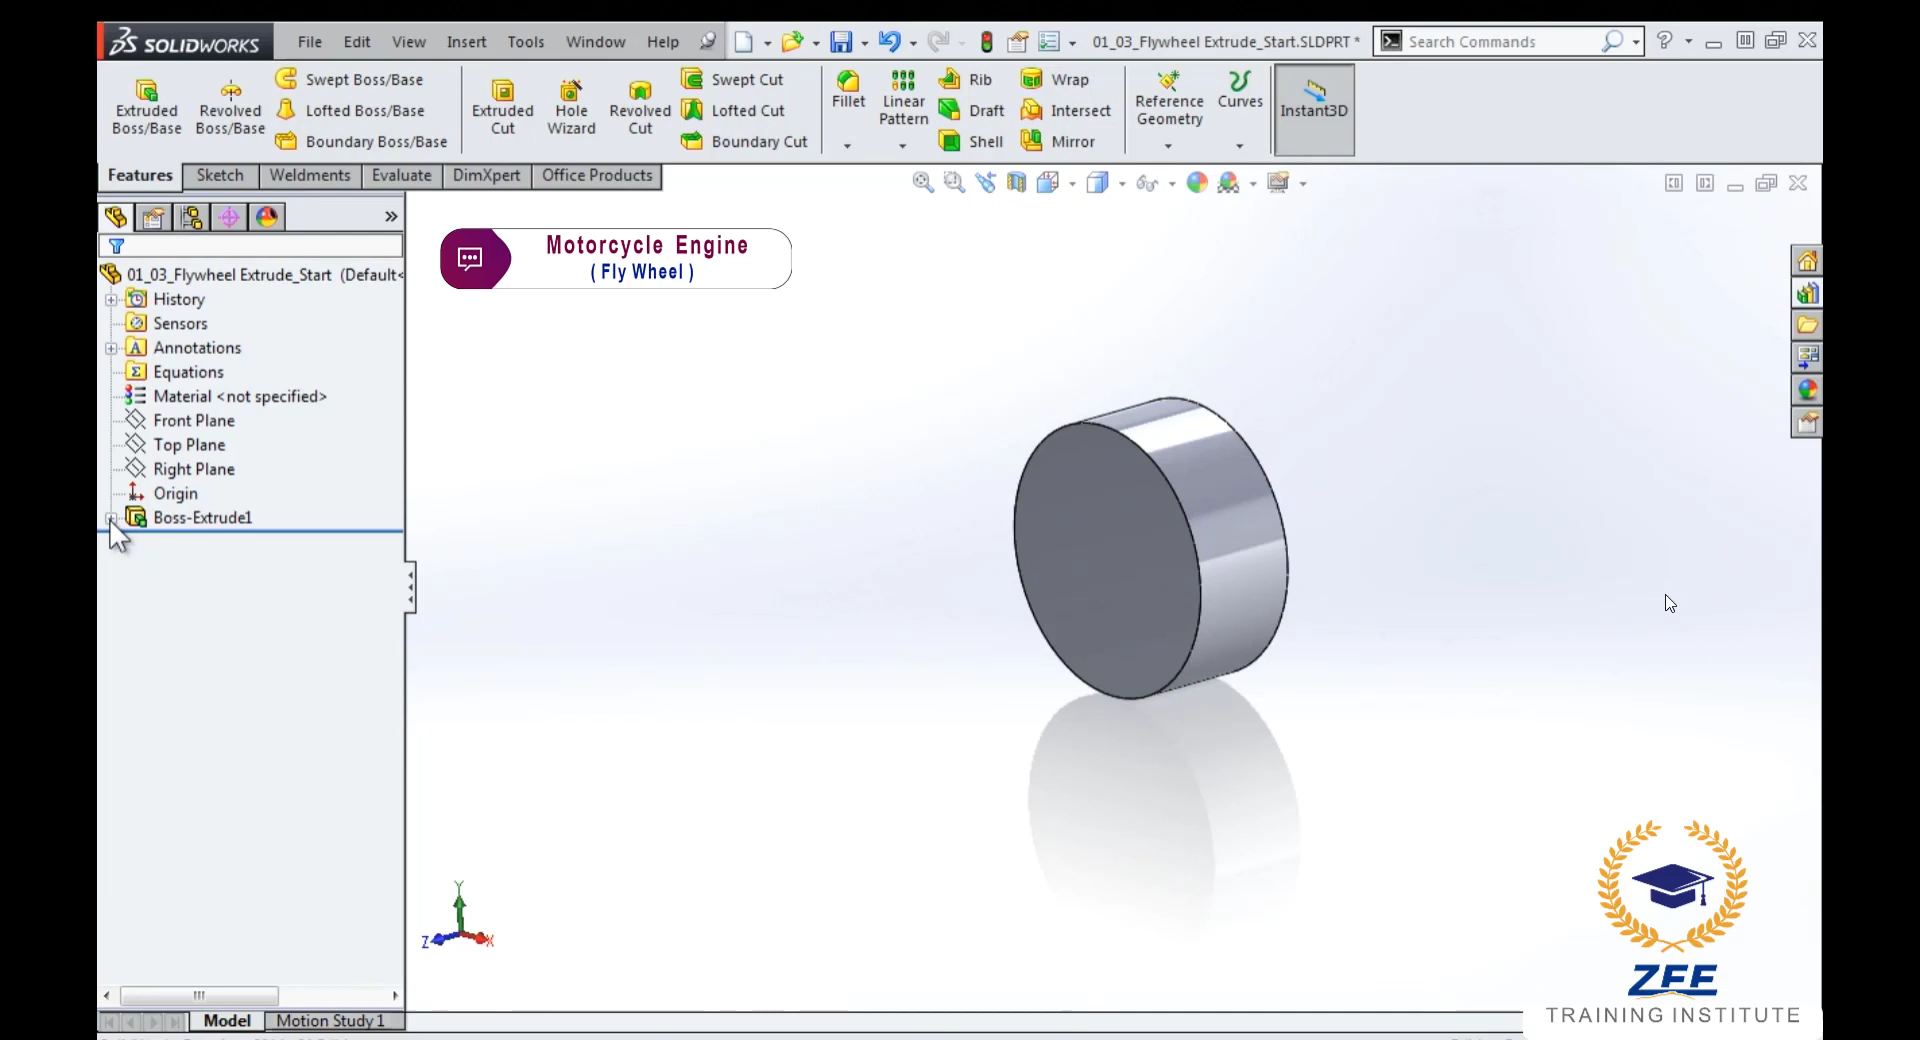 SOLIDWORKS
File Edit View Insert Tools Window Help
01_03_Flywheel Extrude_Start.SLDPRT *
Search Commands
Extruded Boss/Base
Revolved Boss/Base
Swept Boss/Base
Lofted Boss/Base
Boundary Boss/Base
Extruded Cut
Hole Wizard
Revolved Cut
Swept Cut
Lofted Cut
Boundary Cut
Fillet
Linear Pattern
Rib
Draft
Shell
Wrap
Intersect
Mirror
Reference Geometry
Curves
Instant3D
Features Sketch Weldments Evaluate DimXpert Office Products
Motorcycle Engine
( Fly Wheel )
01_03_Flywheel Extrude_Start (Default<
History
Sensors
Annotations
Equations
Material <not specified>
Front Plane
Top Plane
Right Plane
Origin
Boss-Extrude1
Y
Z
X
Model Motion Study 1
ZFE
TRAINING INSTITUTE